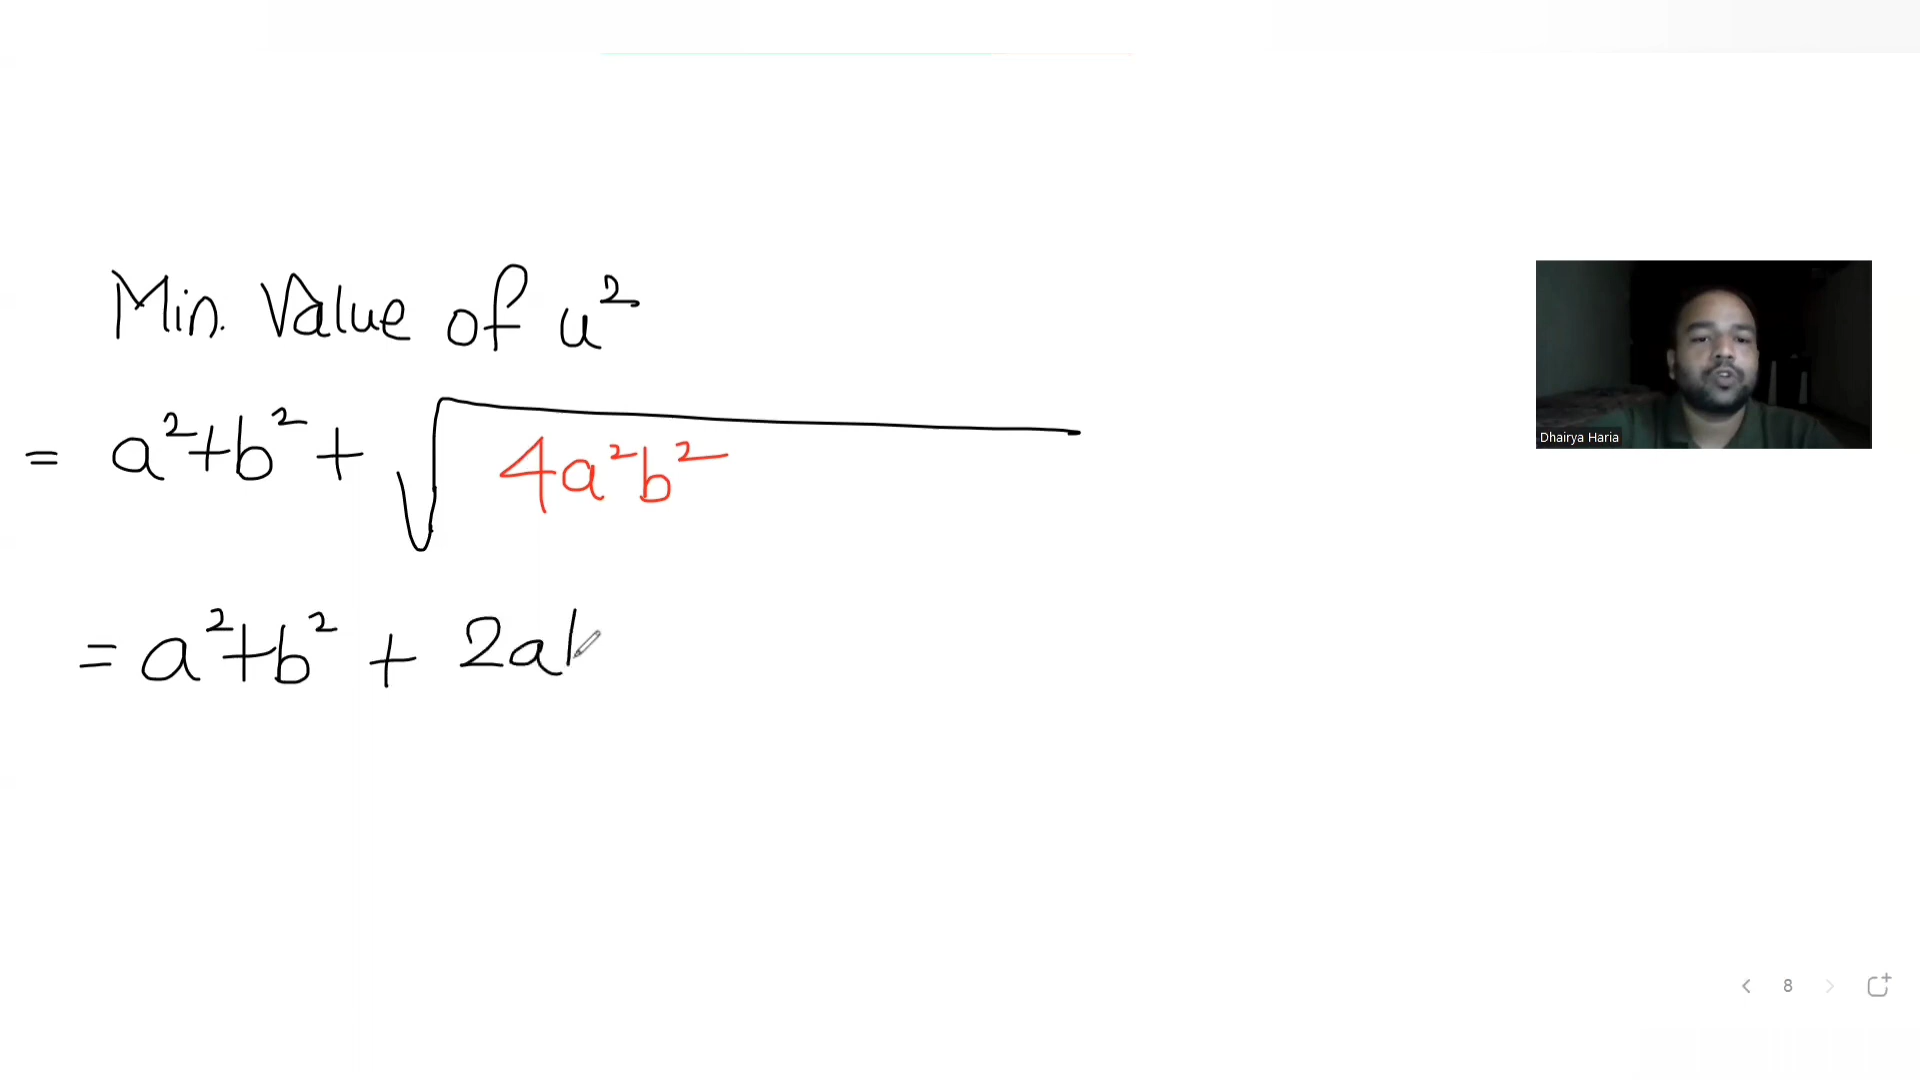 Min. Value of u²
= a²+b² + √4a²b²
= a²+b² + 2a
Dhairya Haria
8